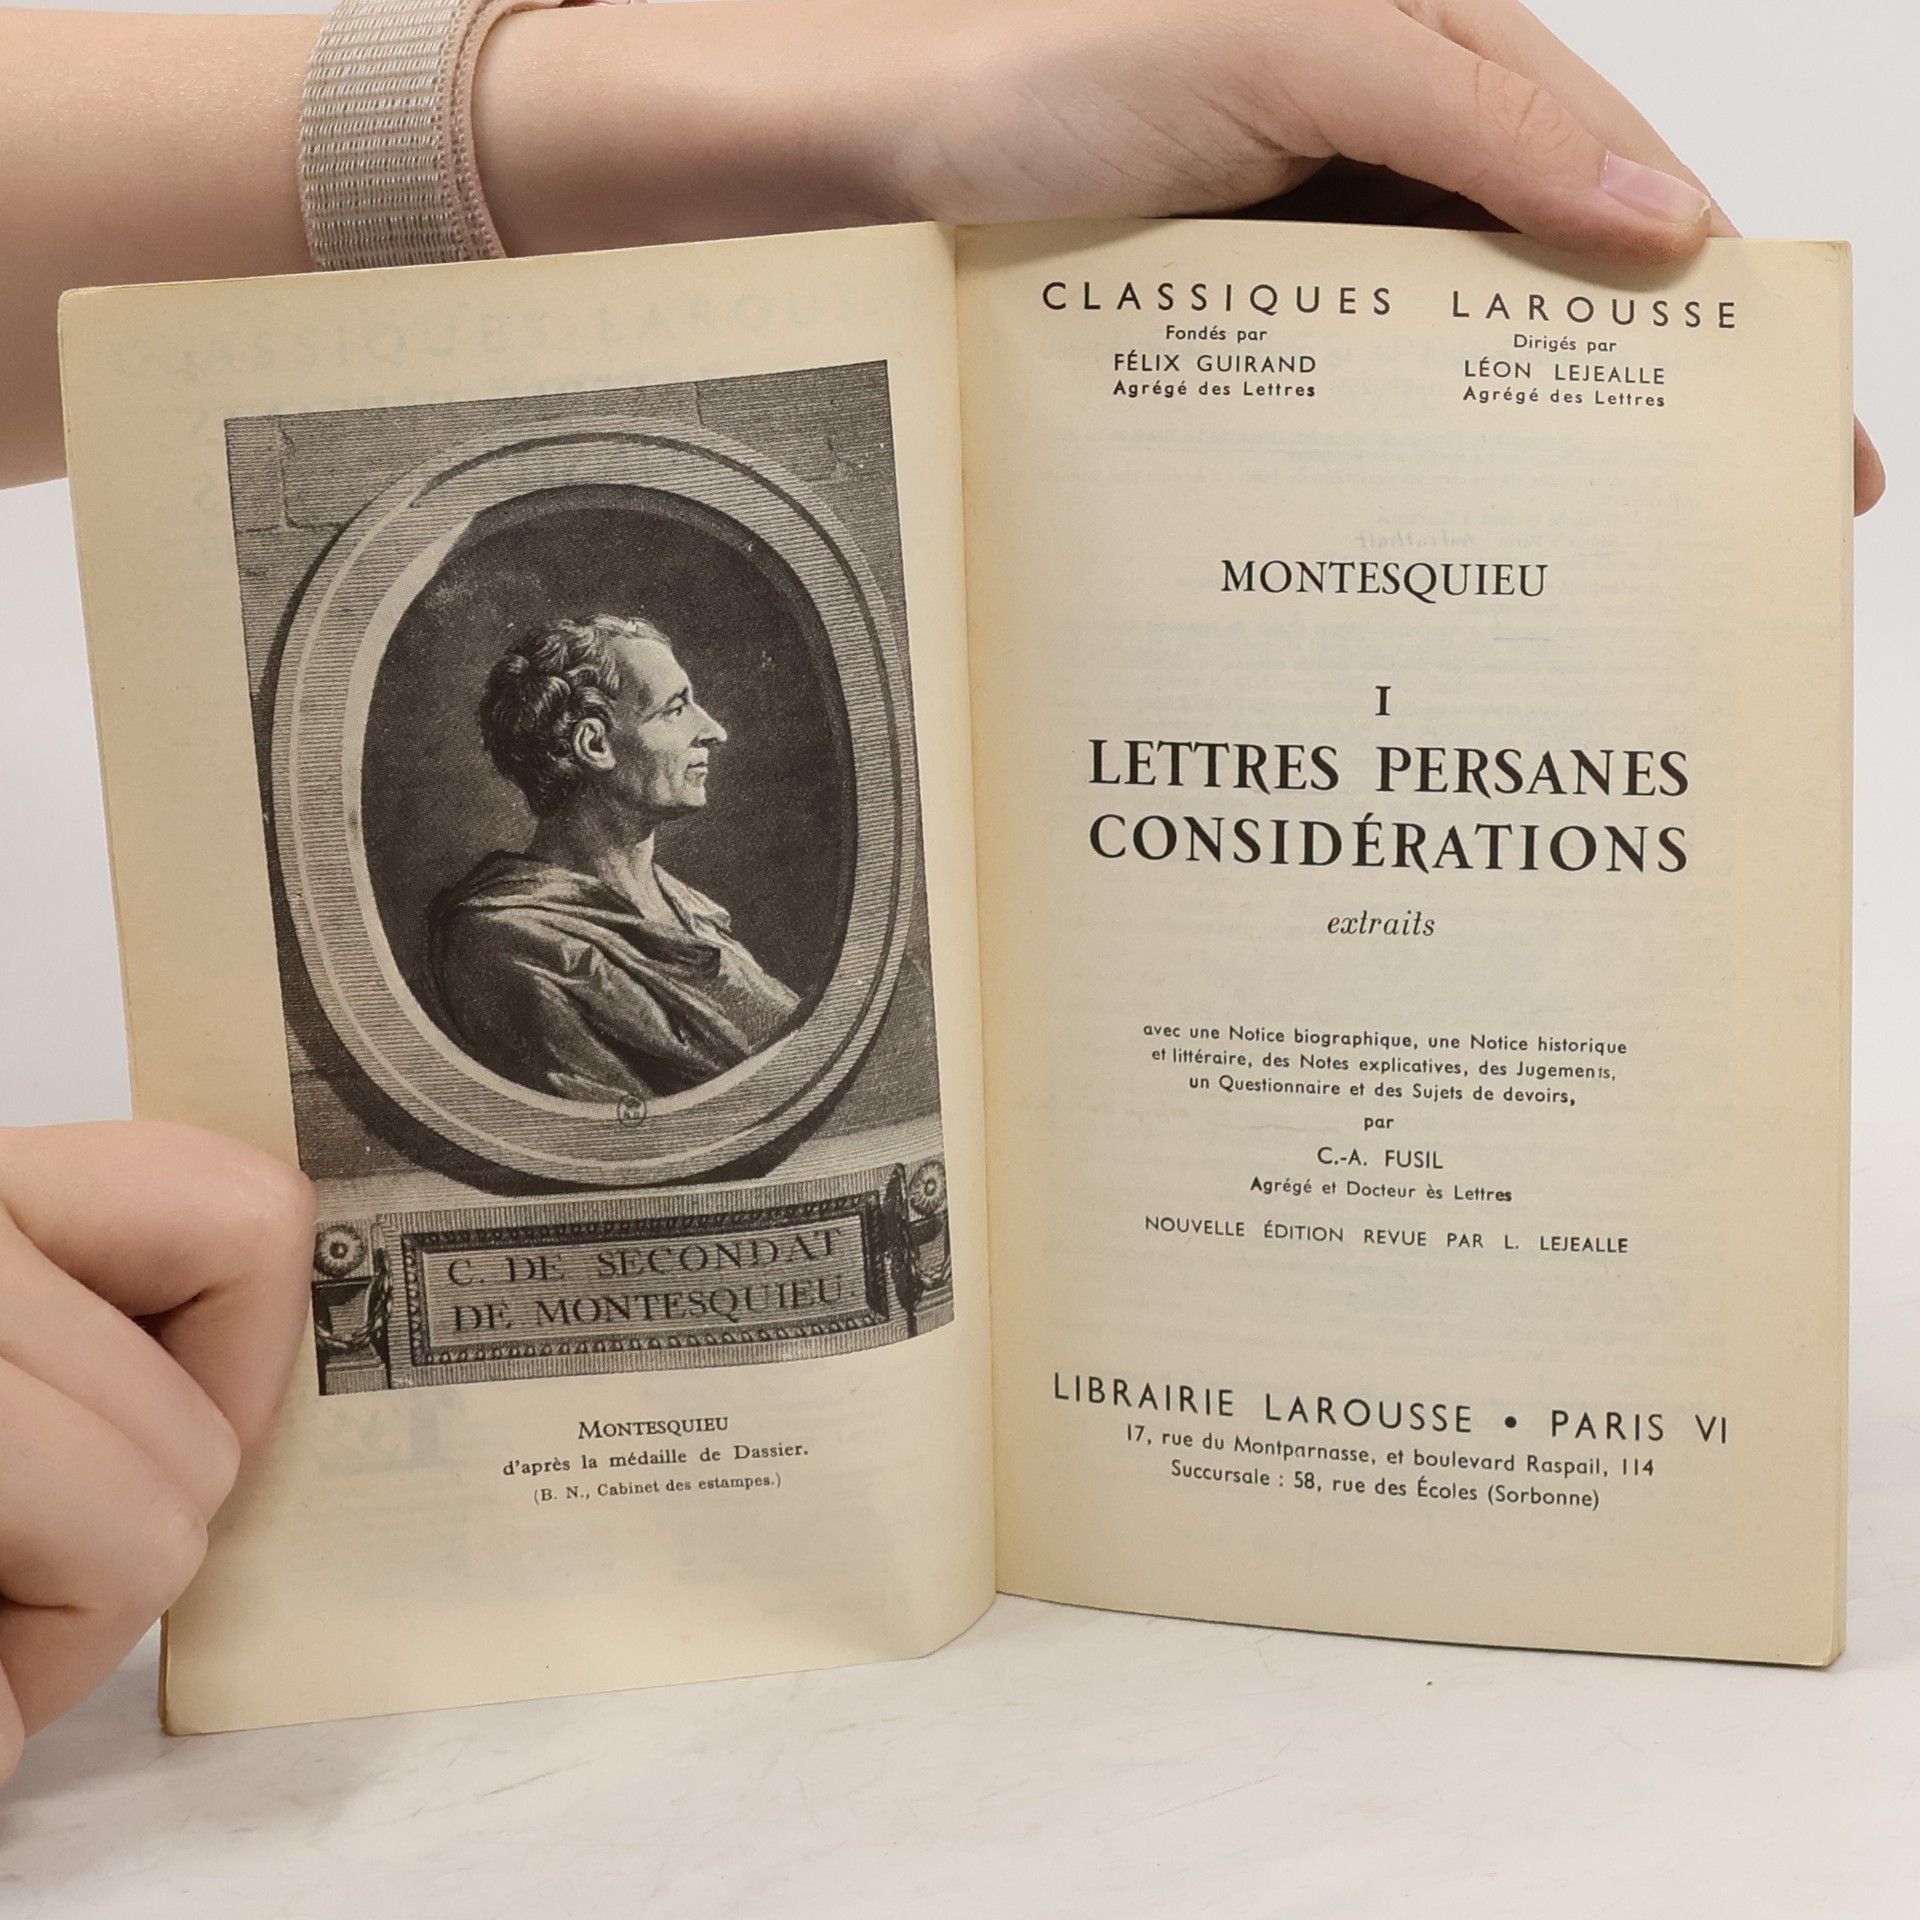 C. DE SECONDAT
DE MONTESQUIEU.
MONTESQUIEU
d'après la médaille de Dassier.
(B. N., Cabinet des estampes.)
CLASSIQUES LAROUSSE
Fondés par
FÉLIX GUIRAND
Agrégé des Lettres
Dirigés par
LÉON LEJEALLE
Agrégé des Lettres
MONTESQUIEU
I
LETTRES PERSANES
CONSIDÉRATIONS
extraits
avec une Notice biographique, une Notice historique
et littéraire, des Notes explicatives, des Jugements,
un Questionnaire et des Sujets de devoirs,
par
C.-A. FUSIL
Agrégé et Docteur ès Lettres
NOUVELLE ÉDITION REVUE PAR L. LEJEALLE
LIBRAIRIE LAROUSSE • PARIS VI
17, rue du Montparnasse, et boulevard Raspail, 114
Succursale : 58, rue des Écoles (Sorbonne)